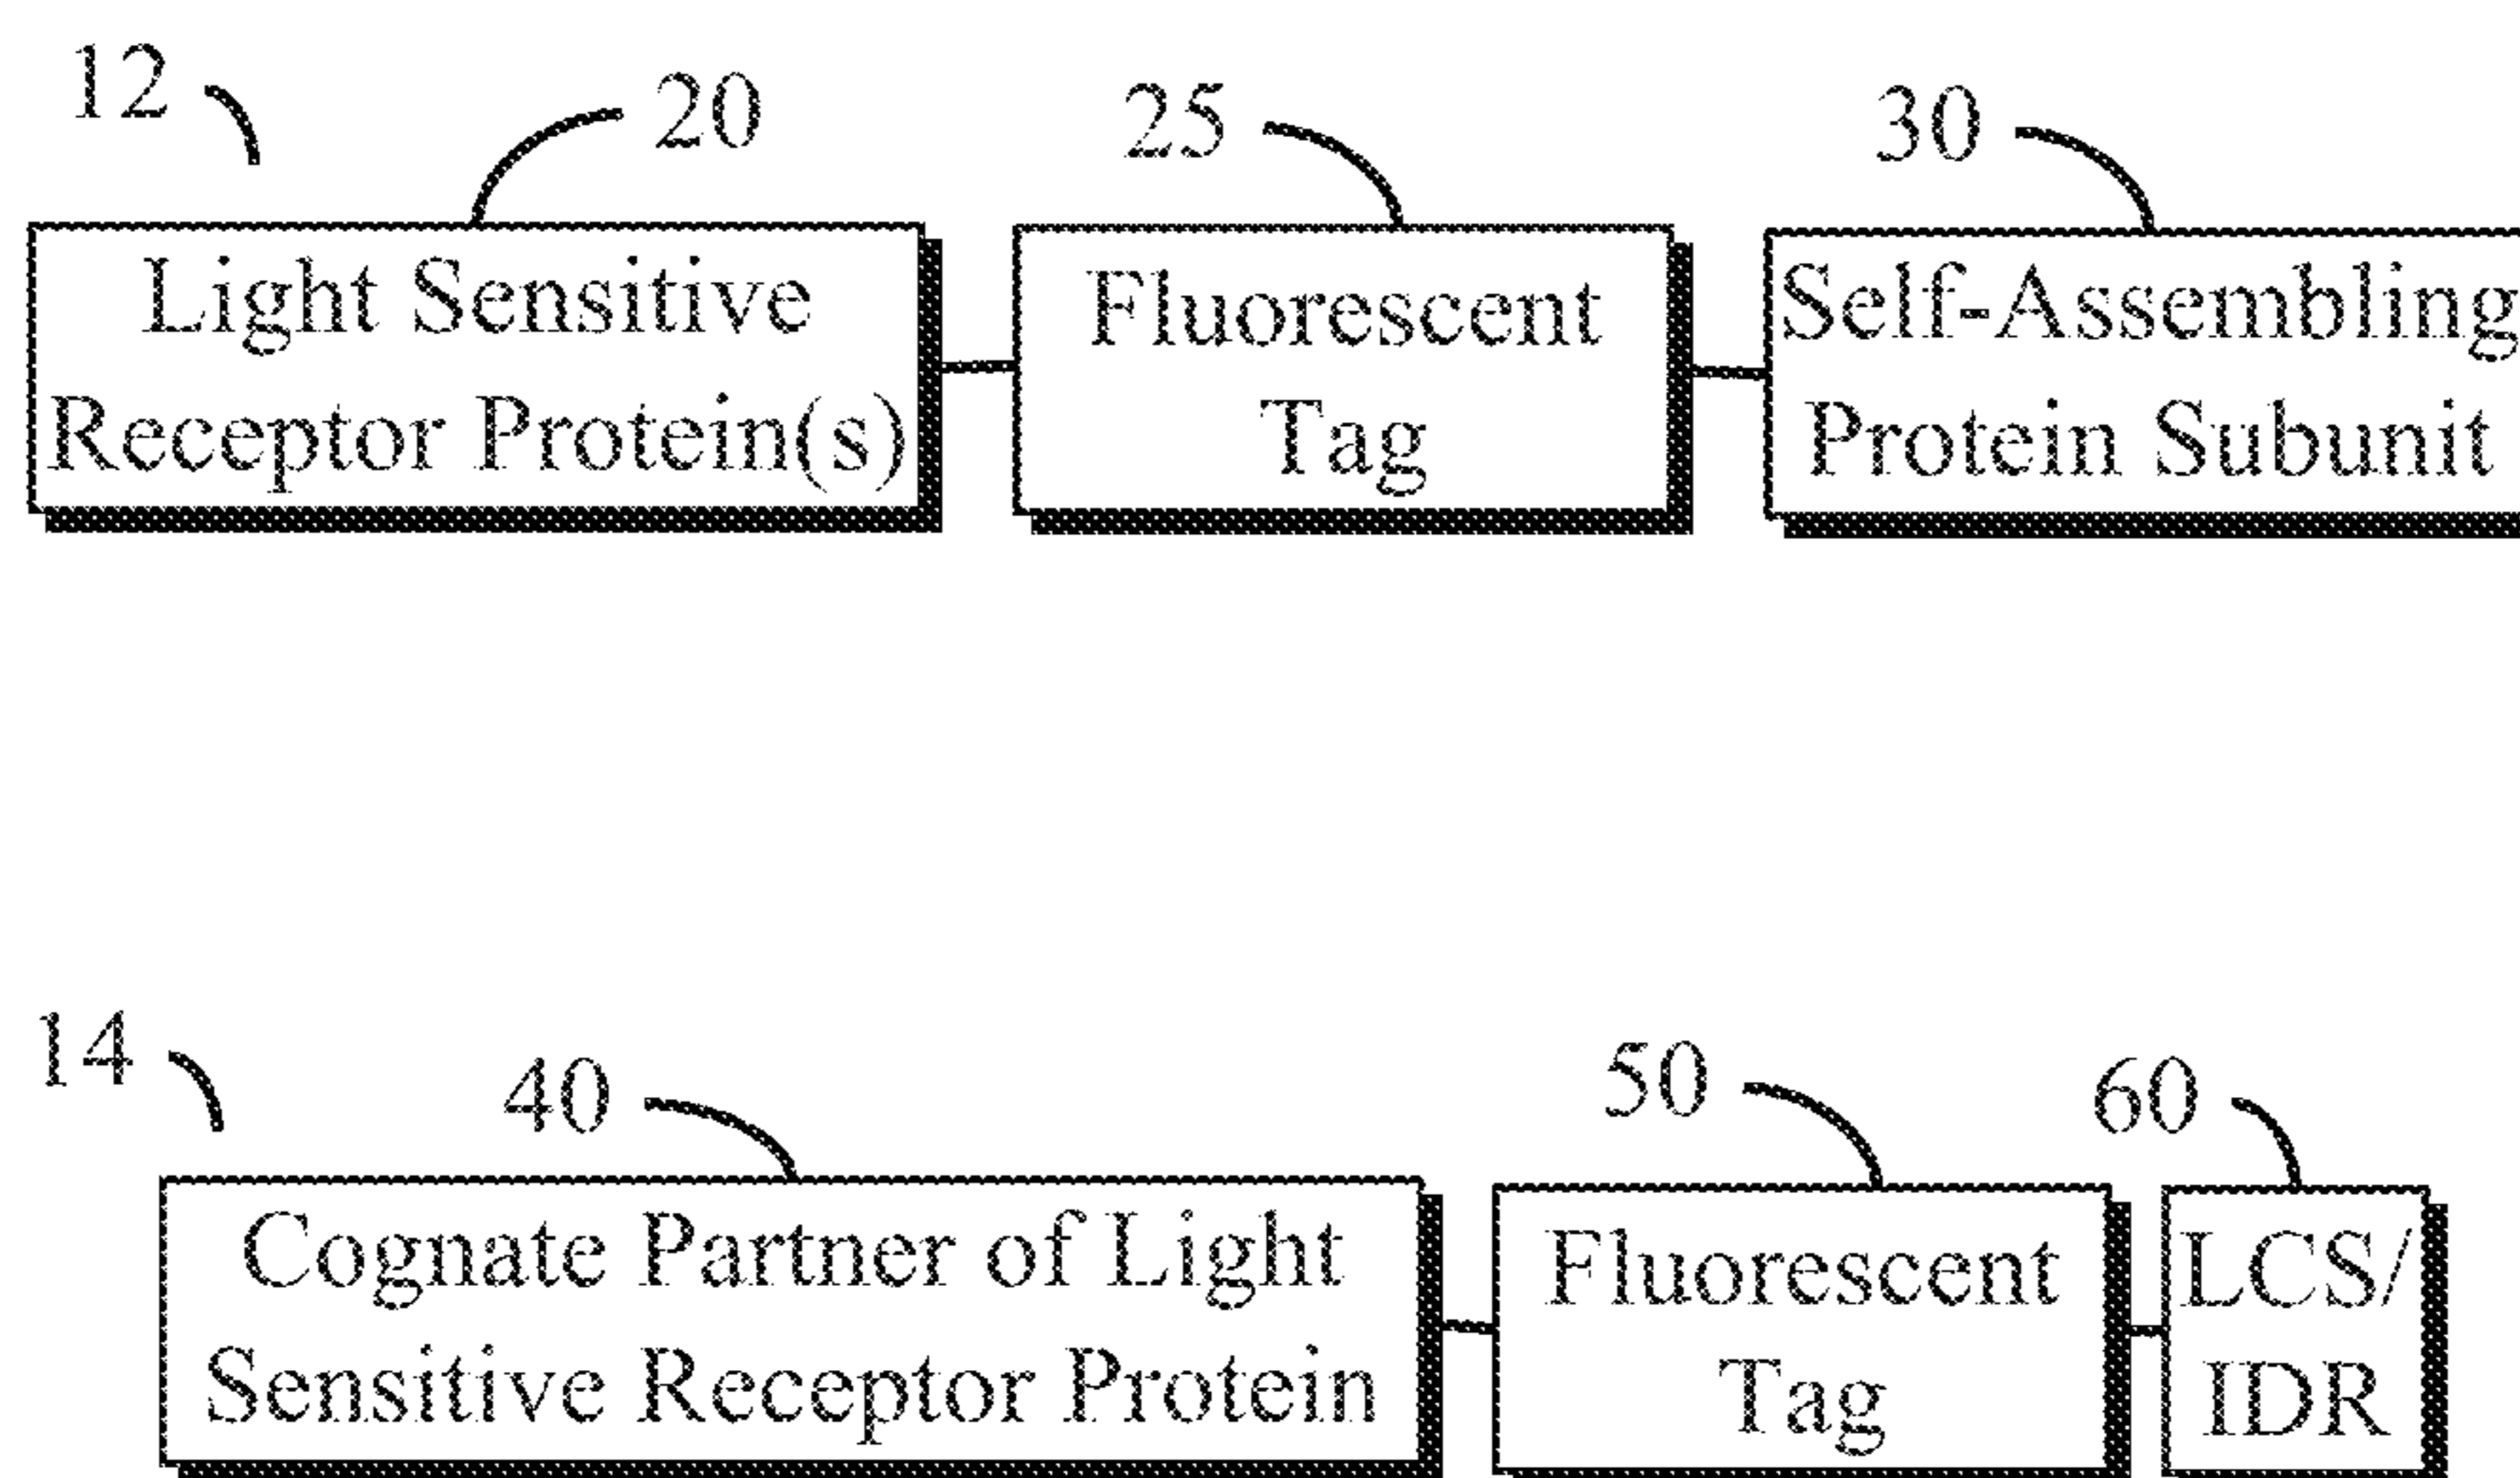 12 20 25 30
Light Sensitive Fluorescent Self-Assembling
Receptor Protein(s) Tag Protein Subunit
14 40 50 60
Cognate Partner of Light Fluorescent LCS/
Sensitive Receptor Protein Tag IDR